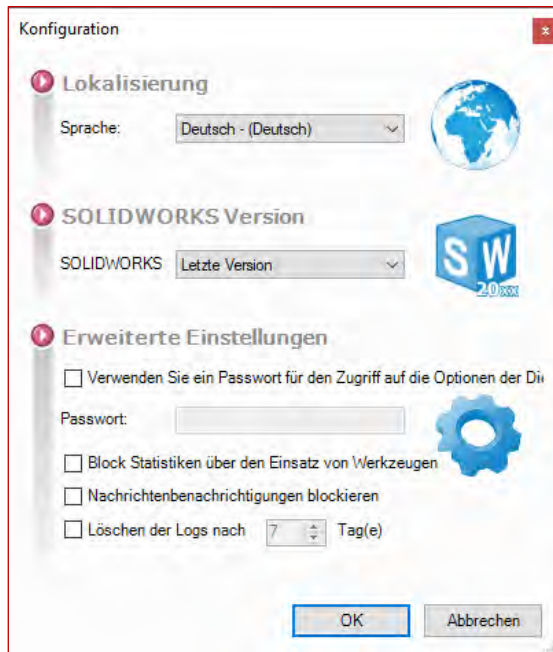 Konfiguration
x
Lokalisierung
Sprache: Deutsch - (Deutsch)
SOLIDWORKS Version
SOLIDWORKS Letzte Version
SW
20xx
Erweiterte Einstellungen
Verwenden Sie ein Passwort für den Zugriff auf die Optionen der Die
Passwort:
Block Statistiken über den Einsatz von Werkzeugen
Nachrichtenbenachrichtigungen blockieren
Löschen der Logs nach 7 Tag(e)
OK Abbrechen